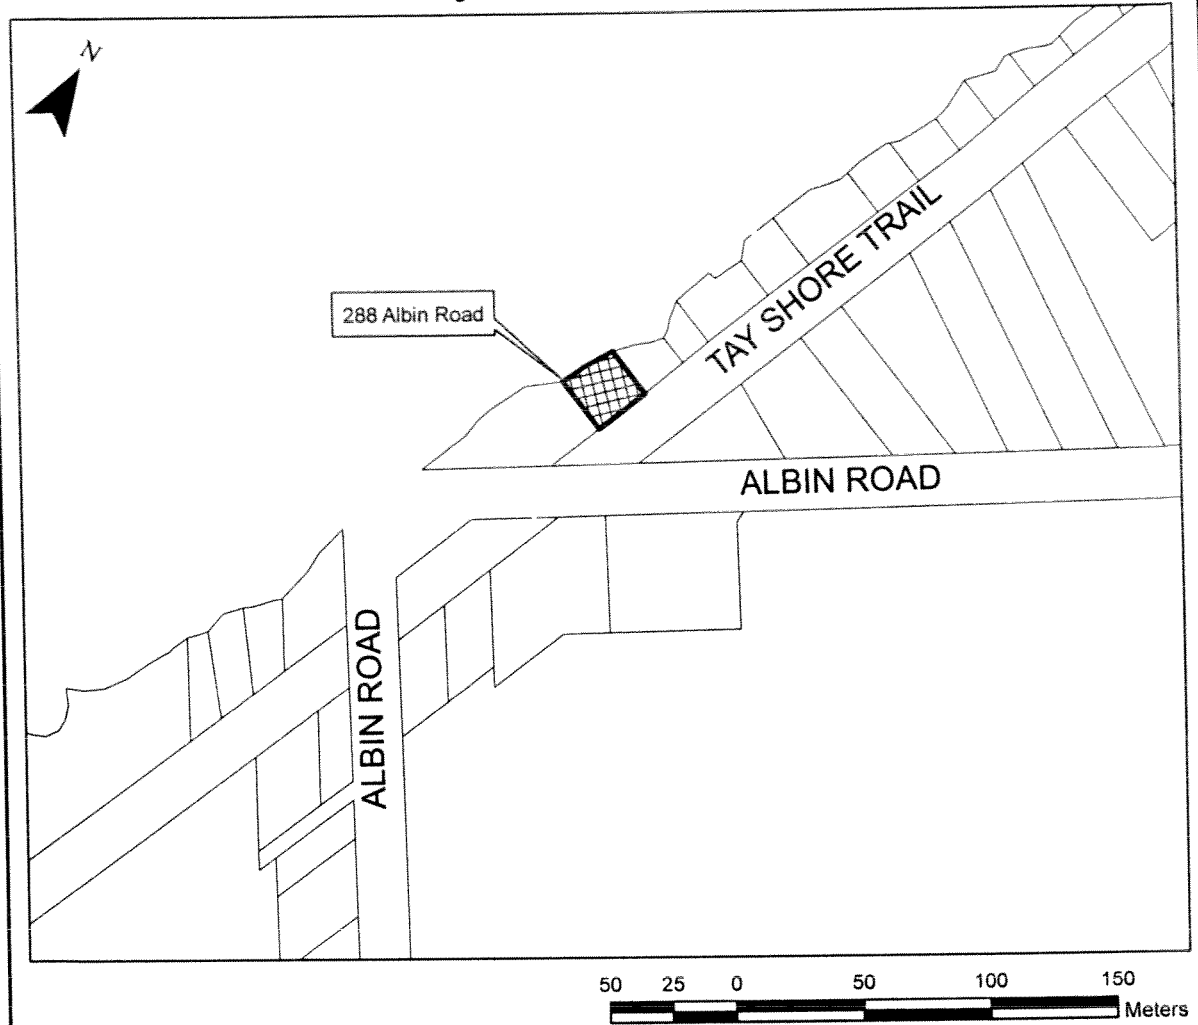 N
288 Albin Road
TAY SHORE TRAIL
ALBIN ROAD
ALBIN ROAD
50 25 0 50 100 150
Meters